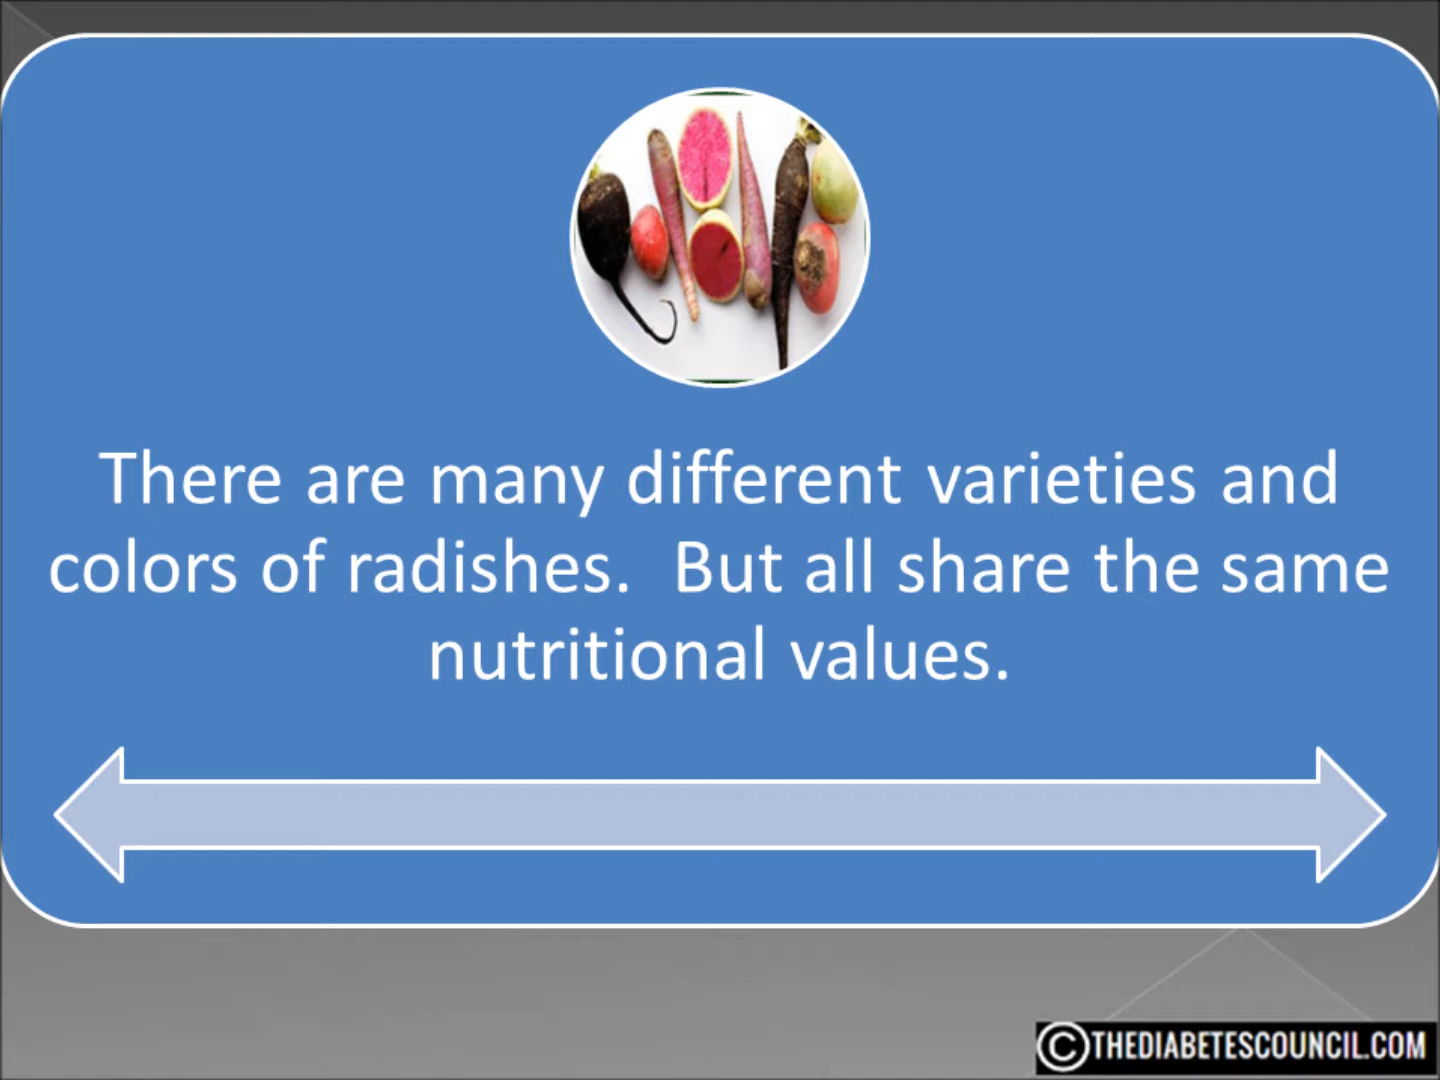 There are many different varieties and
colors of radishes.  But all share the same
nutritional values.
©THEDIABETESCOUNCIL.COM